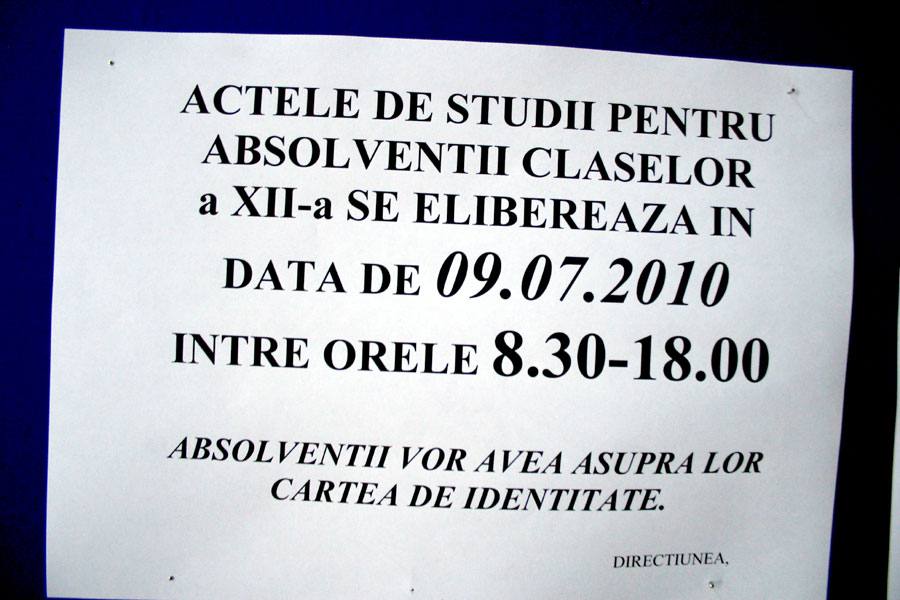 ACTELE DE STUDII PENTRU
ABSOLVENTII CLASELOR
a XII-a SE ELIBEREAZA IN
DATA DE 09.07.2010
INTRE ORELE 8.30-18.00
ABSOLVENTII VOR AVEA ASUPRA LOR
CARTEA DE IDENTITATE.
DIRECTIUNEA,